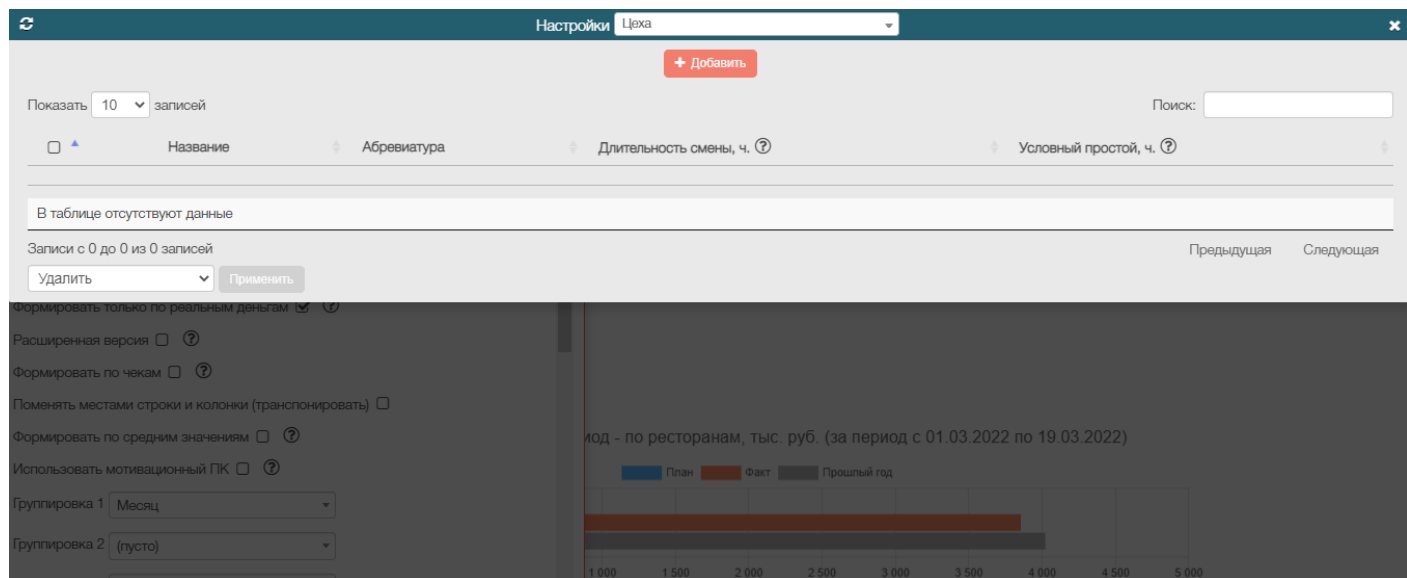 Настройки Цеха
+ Добавить
Показать 10 записей Поиск:
Название Абревиатура Длительность смены, ч. ? Условный простой, ч. ?
В таблице отсутствуют данные
Записи с 0 до 0 из 0 записей Предыдущая Следующая
Удалить Применить
Формировать только по реальным деньгам ?
Расширенная версия ?
Формировать по чекам ?
Поменять местами строки и колонки (транспонировать)
Формировать по средним значениям ?
иод - по ресторанам, тыс. руб. (за период с 01.03.2022 по 19.03.2022)
Использовать мотивационный ПК ?
План Факт Прошлый год
Группировка 1 Месяц
Группировка 2 (пусто)
1 000 1 500 2 000 2 500 3 000 3 500 4 000 4 500 5 000